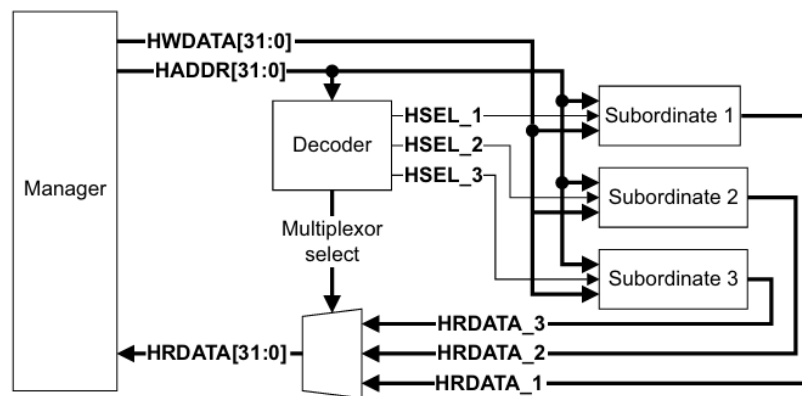 HWDATA[31:0]
HADDR[31:0]
HSEL_1
Subordinate 1
Decoder
HSEL_2
HSEL_3
Manager
Subordinate 2
Multiplexor
select
Subordinate 3
HRDATA_3
HRDATA[31:0]
HRDATA_2
HRDATA_1